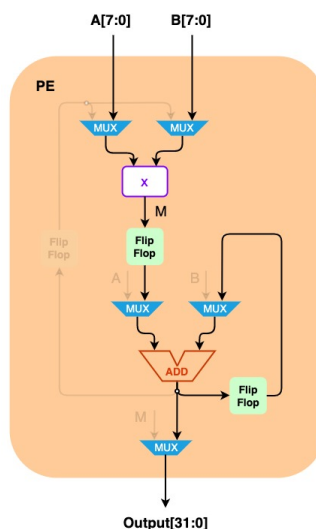 A[7:0] B[7:0]
PE
MUX MUX
X
M
Flip
Flop
Flip
Flop
A
B
MUX MUX
ADD
Flip
Flop
M
MUX
Output[31:0]